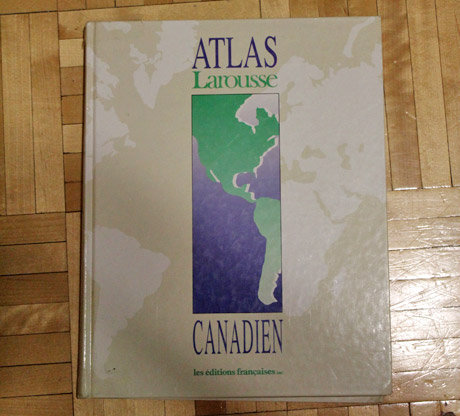 ATLAS
Larousse
CANADIEN
les éditions françaises